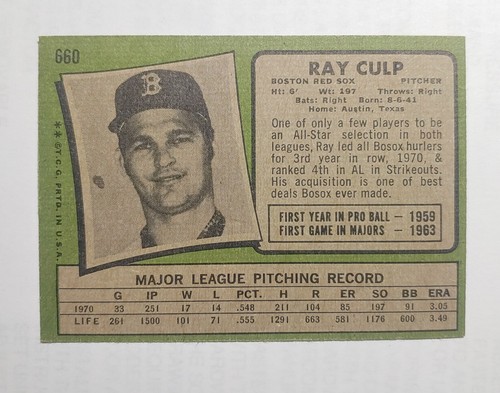 660
RAY CULP
BOSTON RED SOX PITCHER
Ht: 6' Wt: 197 Throws: Right
Bats: Right Born: 8-6-41
Home: Austin, Texas
One of only a few players to be
an All-Star selection in both
leagues, Ray led all Bosox hurlers
for 3rd year in row, 1970, &
ranked 4th in AL in Strikeouts.
His acquisition is one of best
deals Bosox ever made.
FIRST YEAR IN PRO BALL — 1959
FIRST GAME IN MAJORS — 1963
B
**©T.C.G. PRTD. IN U.S.A.
MAJOR LEAGUE PITCHING RECORD
G IP W L PCT. H R ER SO BB ERA
1970 33 251 17 14 .548 211 104 85 197 91 3.05
LIFE 261 1500 101 71 .555 1291 663 581 1176 600 3.49